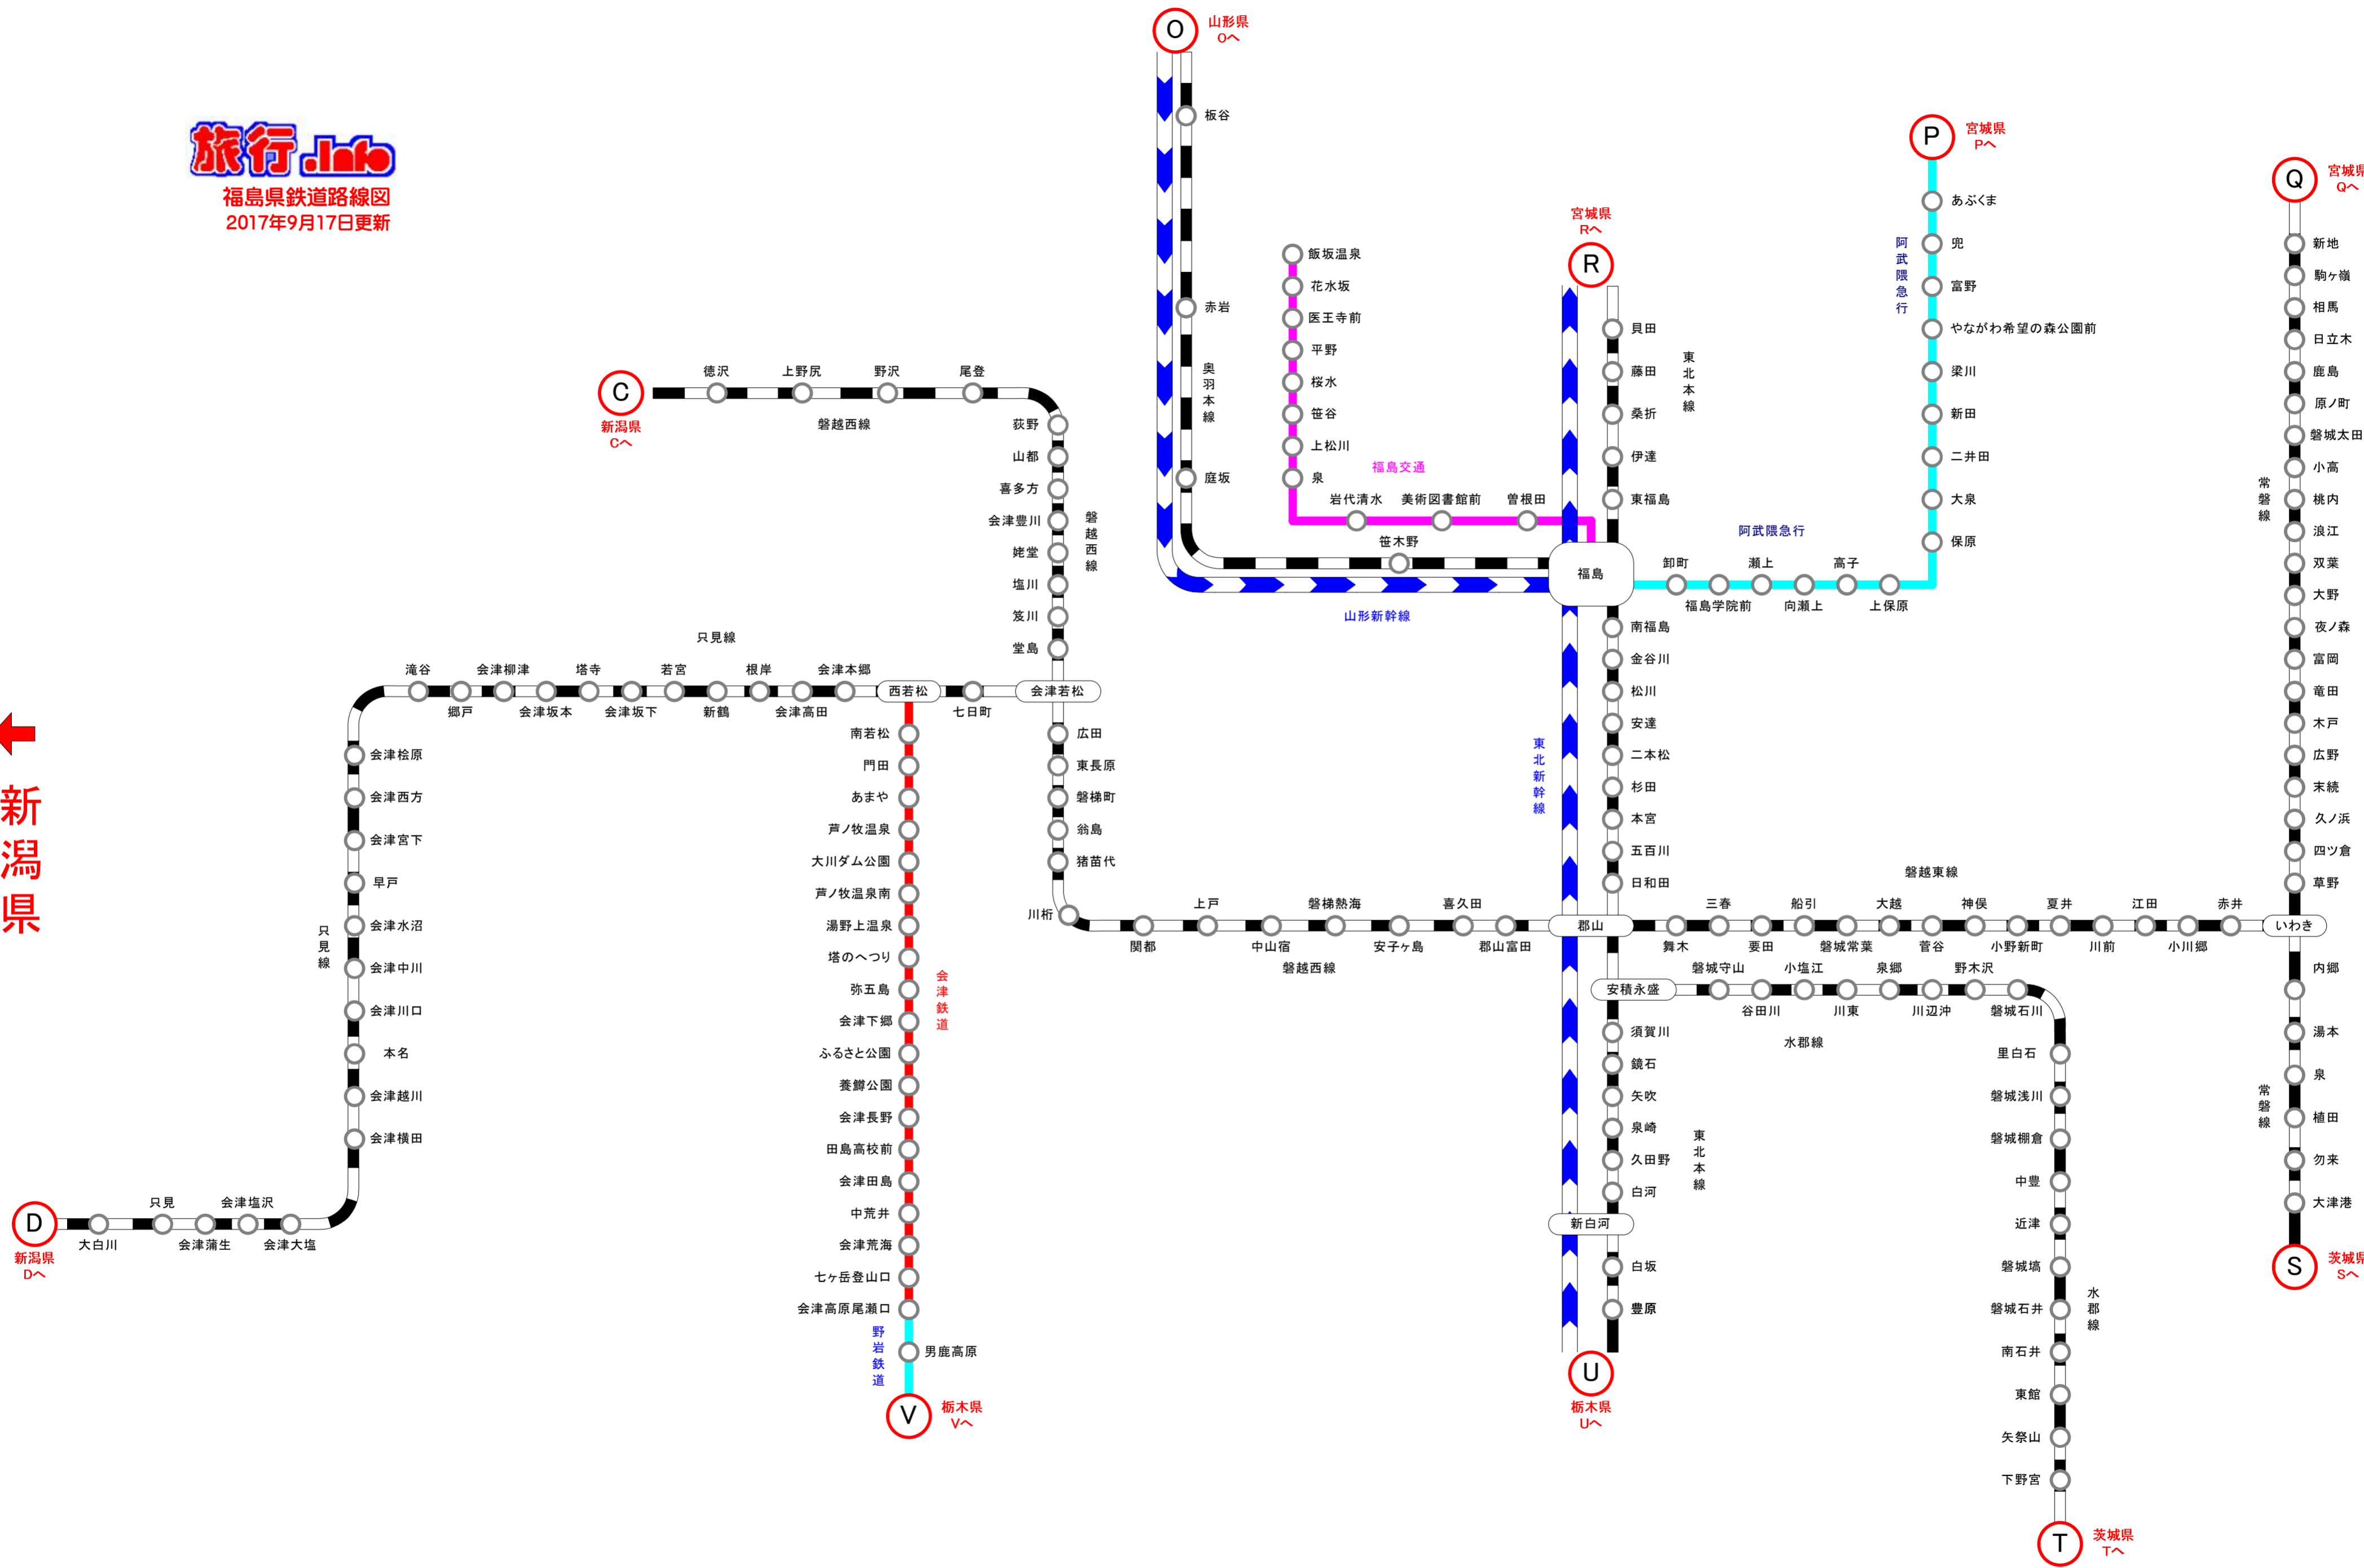 旅行.Info
福島県鉄道路線図
2017年9月17日更新
O
山形県
Oへ
板谷
赤岩
庭坂
奥羽本線
笹木野
山形新幹線
飯坂温泉
花水坂
医王寺前
平野
桜水
笹谷
上松川
泉
福島交通
岩代清水
美術図書館前
曽根田
宮城県
Rへ
R
貝田
藤田
桑折
伊達
東福島
東北本線
福島
P
宮城県
Pへ
あぶくま
兜
富野
やながわ希望の森公園前
梁川
新田
二井田
大泉
保原
阿武隈急行
阿武隈急行
卸町
福島学院前
瀬上
向瀬上
高子
上保原
Q
宮城県
Qへ
新地
駒ヶ嶺
相馬
日立木
鹿島
原ノ町
磐城太田
小高
桃内
浪江
双葉
大野
夜ノ森
富岡
竜田
木戸
広野
末続
久ノ浜
四ツ倉
草野
常磐線
いわき
内郷
湯本
泉
植田
勿来
大津港
常磐線
S
茨城県
Sへ
C
新潟県
Cへ
徳沢
上野尻
野沢
尾登
磐越西線
荻野
山都
喜多方
会津豊川
姥堂
塩川
笈川
堂島
磐越西線
会津若松
七日町
西若松
只見線
会津本郷
会津高田
根岸
新鶴
若宮
会津坂下
塔寺
会津坂本
会津柳津
郷戸
滝谷
会津桧原
会津西方
会津宮下
早戸
会津水沼
会津中川
会津川口
本名
会津越川
会津横田
只見線
会津大塩
会津塩沢
会津蒲生
只見
大白川
D
新潟県
Dへ
新潟県
南若松
門田
あまや
芦ノ牧温泉
大川ダム公園
芦ノ牧温泉南
湯野上温泉
塔のへつり
弥五島
会津下郷
ふるさと公園
養鱒公園
会津長野
田島高校前
会津田島
中荒井
会津荒海
七ヶ岳登山口
会津高原尾瀬口
会津鉄道
野岩鉄道
男鹿高原
V
栃木県
Vへ
広田
東長原
磐梯町
翁島
猪苗代
川桁
関都
上戸
中山宿
磐梯熱海
安子ヶ島
喜久田
郡山富田
磐越西線
南福島
金谷川
松川
安達
二本松
杉田
本宮
五百川
日和田
東北新幹線
郡山
舞木
三春
要田
船引
磐城常葉
大越
菅谷
神俣
小野新町
夏井
川前
江田
小川郷
赤井
磐越東線
安積永盛
磐城守山
谷田川
小塩江
川東
泉郷
川辺沖
野木沢
磐城石川
水郡線
里白石
磐城浅川
磐城棚倉
中豊
近津
磐城塙
磐城石井
南石井
東館
矢祭山
下野宮
水郡線
T
茨城県
Tへ
須賀川
鏡石
矢吹
泉崎
久田野
白河
東北本線
新白河
白坂
豊原
U
栃木県
Uへ